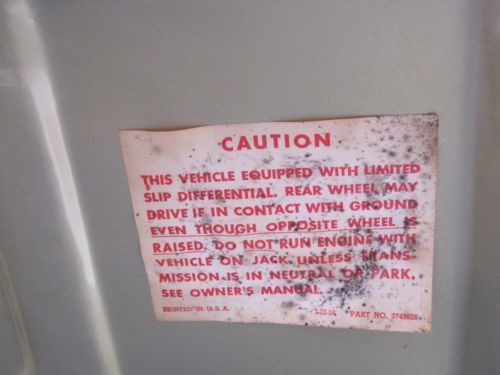 CAUTION
THIS VEHICLE EQUIPPED WITH LIMITED
SLIP DIFFERENTIAL. REAR WHEEL MAY
DRIVE IF IN CONTACT WITH GROUND
EVEN THOUGH OPPOSITE WHEEL IS
RAISED. DO NOT RUN ENGINE WITH
VEHICLE ON JACK UNLESS TRANS-
MISSION IS IN NEUTRAL OR PARK.
SEE OWNER'S MANUAL.
PRINTED IN U. S. A. PART NO. 3749926